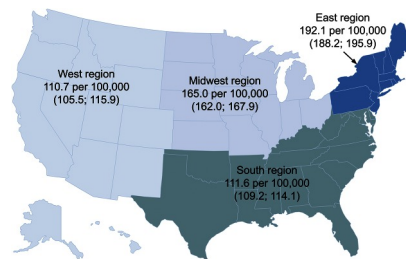 East region
192.1 per 100,000
(188.2; 195.9)
West region
110.7 per 100,000
(105.5; 115.9)
Midwest region
165.0 per 100,000
(162.0; 167.9)
South region
111.6 per 100,000
(109.2; 114.1)